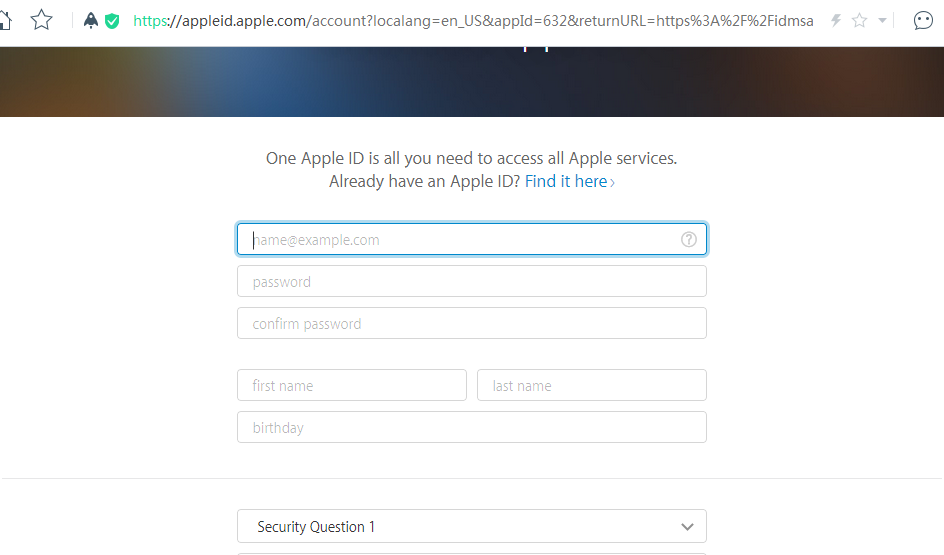 https://appleid.apple.com/account?localang=en_US&appId=632&returnURL=https%3A%2F%2Fidmsa
One Apple ID is all you need to access all Apple services.
Already have an Apple ID? Find it here ›
name@example.com
password
confirm password
first name
last name
birthday
Security Question 1